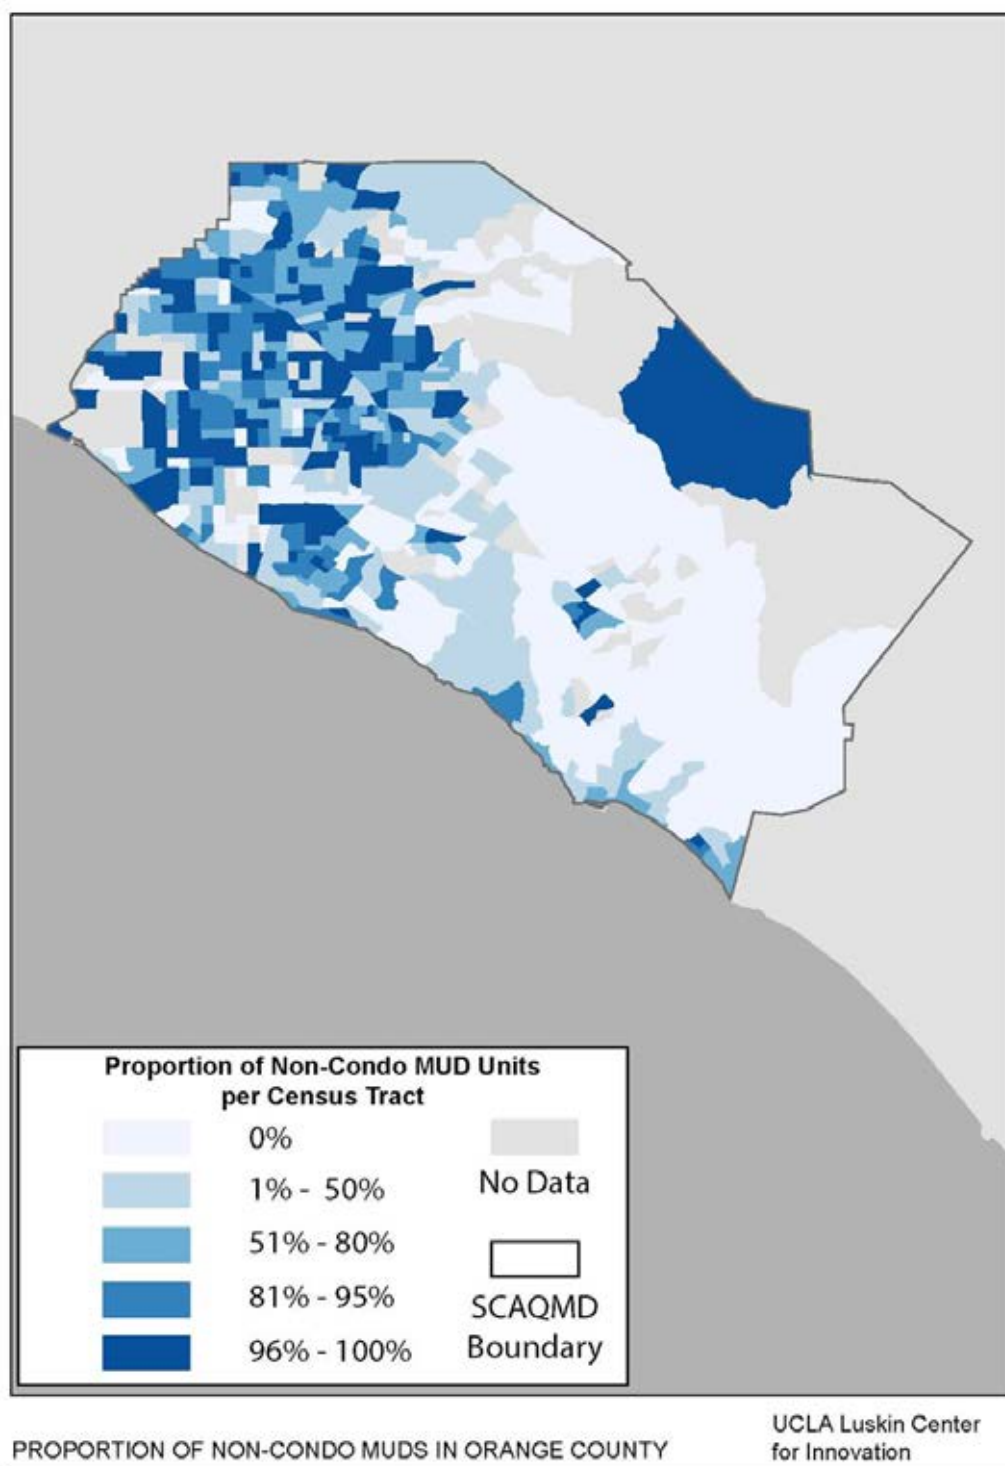 Proportion of Non-Condo MUD Units
per Census Tract
0%
1% - 50%
51% - 80%
81% - 95%
96% - 100%
No Data
SCAQMD
Boundary
PROPORTION OF NON-CONDO MUDS IN ORANGE COUNTY
UCLA Luskin Center
for Innovation